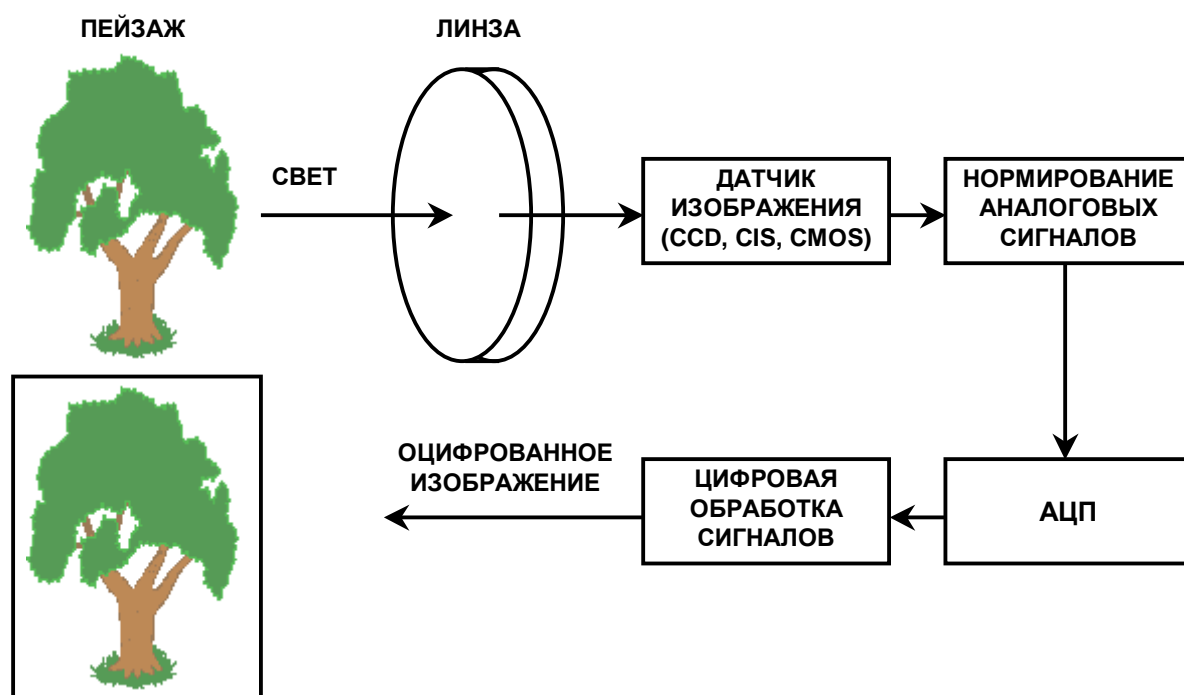 ПЕЙЗАЖ
ЛИНЗА
СВЕТ
ДАТЧИК
ИЗОБРАЖЕНИЯ
(CCD, CIS, CMOS)
НОРМИРОВАНИЕ
АНАЛОГОВЫХ
СИГНАЛОВ
ОЦИФРОВАННОЕ
ИЗОБРАЖЕНИЕ
ЦИФРОВАЯ
ОБРАБОТКА
СИГНАЛОВ
АЦП